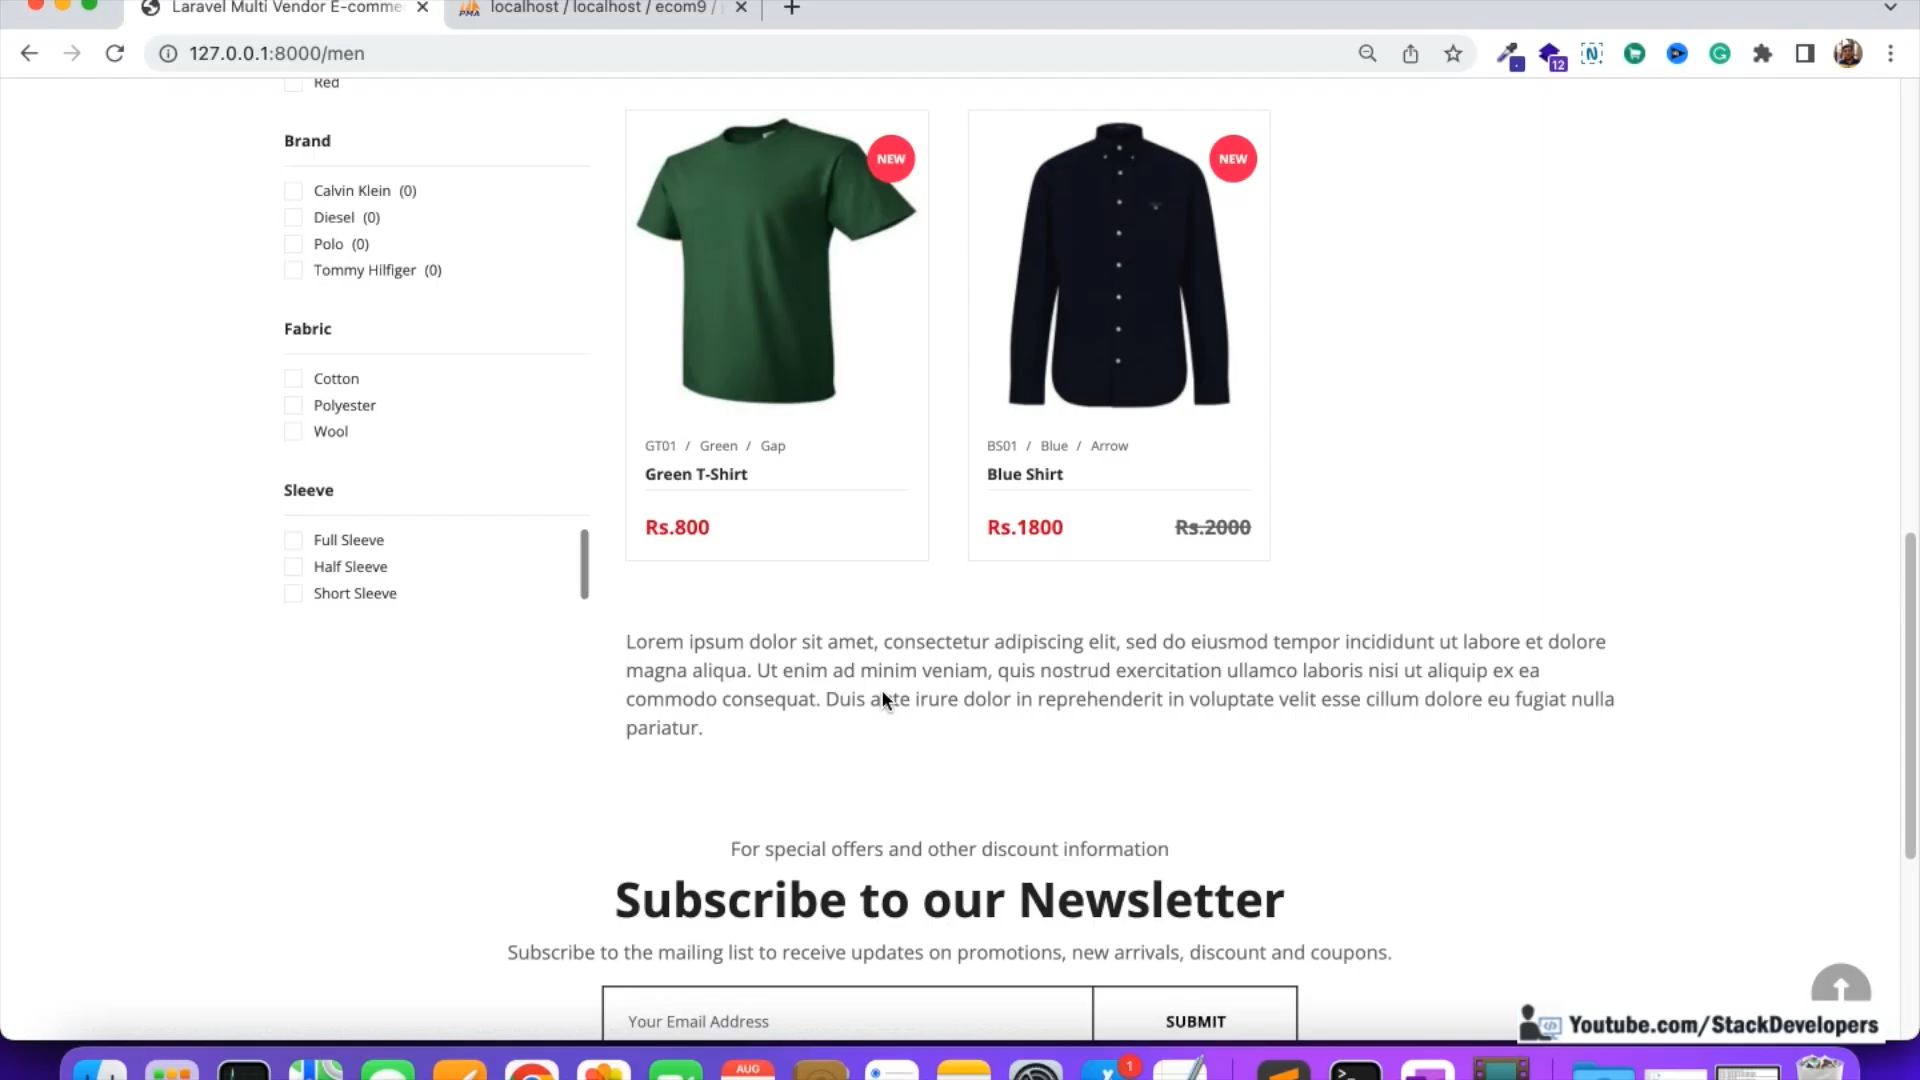 Laravel Multi Vendor E-comme
localhost / localhost / ecom9 /
127.0.0.1:8000/men
12
Red
Brand
Calvin Klein (0)
Diesel (0)
Polo (0)
Tommy Hilfiger (0)
Fabric
Cotton
Polyester
Wool
Sleeve
Full Sleeve
Half Sleeve
Short Sleeve
NEW
GT01 / Green / Gap
Green T-Shirt
Rs.800
NEW
BS01 / Blue / Arrow
Blue Shirt
Rs.1800 Rs.2000
Lorem ipsum dolor sit amet, consectetur adipiscing elit, sed do eiusmod tempor incididunt ut labore et dolore
magna aliqua. Ut enim ad minim veniam, quis nostrud exercitation ullamco laboris nisi ut aliquip ex ea
commodo consequat. Duis aute irure dolor in reprehenderit in voluptate velit esse cillum dolore eu fugiat nulla
pariatur.
For special offers and other discount information
Subscribe to our Newsletter
Subscribe to the mailing list to receive updates on promotions, new arrivals, discount and coupons.
Your Email Address SUBMIT
Youtube.com/StackDevelopers
AUG
1